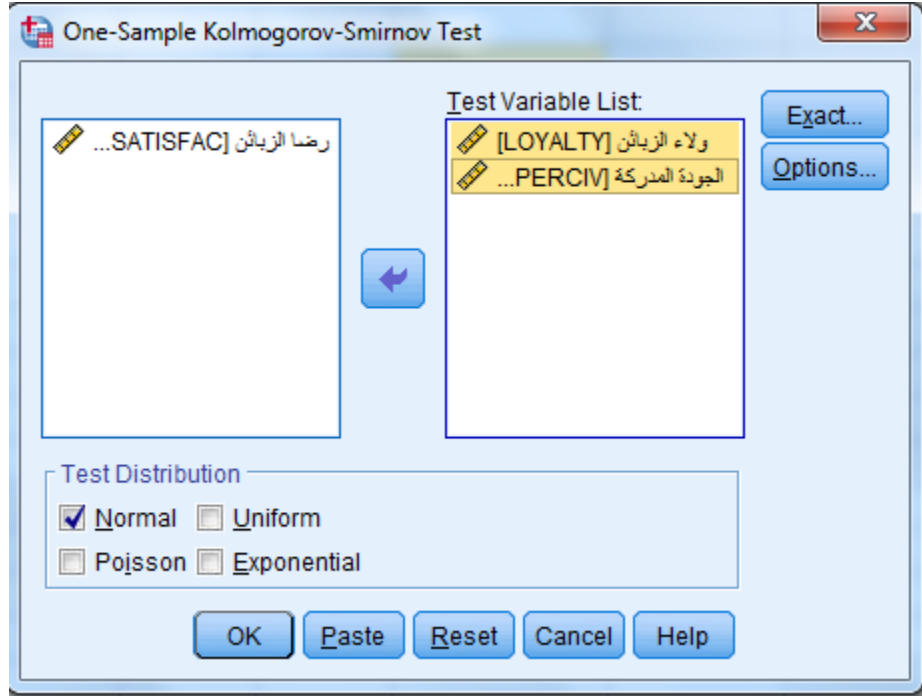 One-Sample Kolmogorov-Smirnov Test
x
Test Variable List:
رضا الزبائن [SATISFAC...
ولاء الزبائن [LOYALTY]
الجودة المدركة [PERCIV...
Exact...
Options...
Test Distribution
Normal Uniform
Poisson Exponential
OK Paste Reset Cancel Help